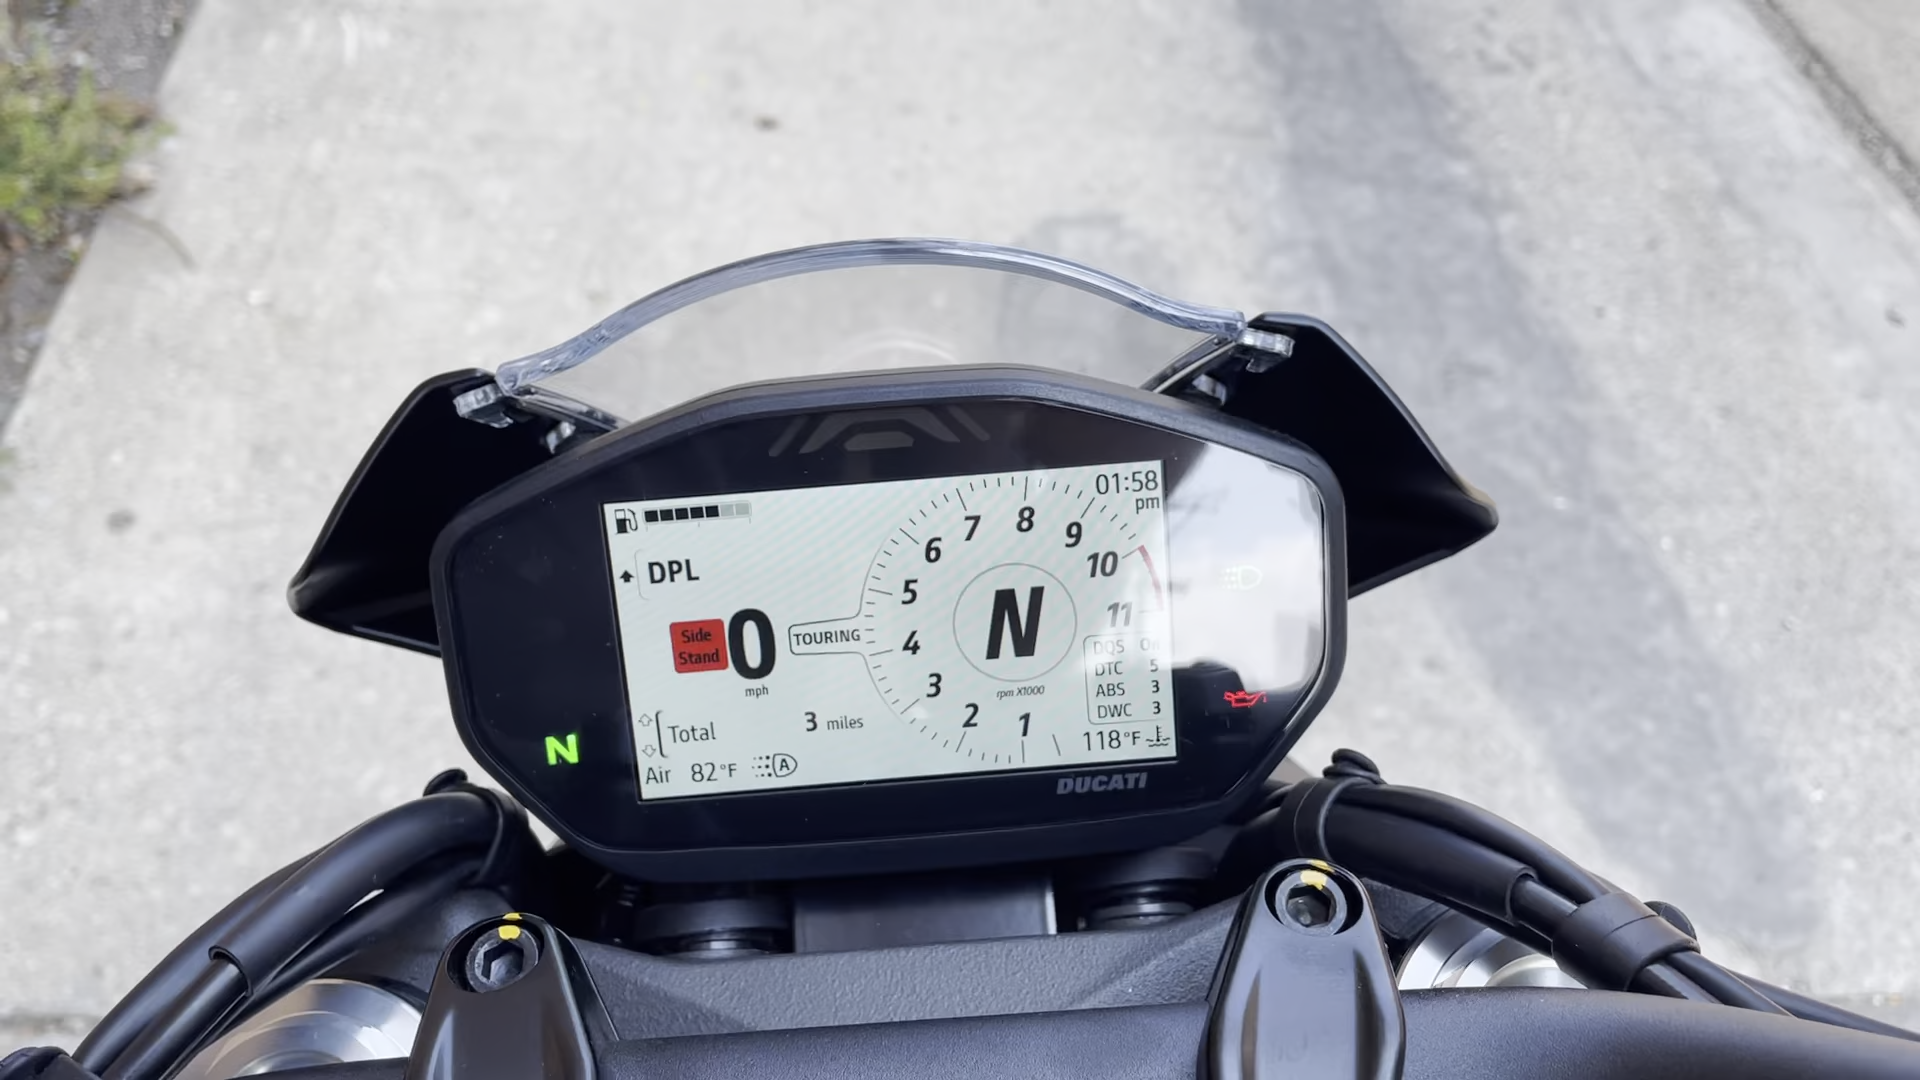 01:58
pm
DPL
7
8
9
6
10
5
11
Side
Stand
0
mph
TOURING
4
N
3
2
1
rpm X1000
DQS On
DTC 5
ABS 3
DWC 3
Total 3 miles
118°F
Air 82°F
A
N
DUCATI